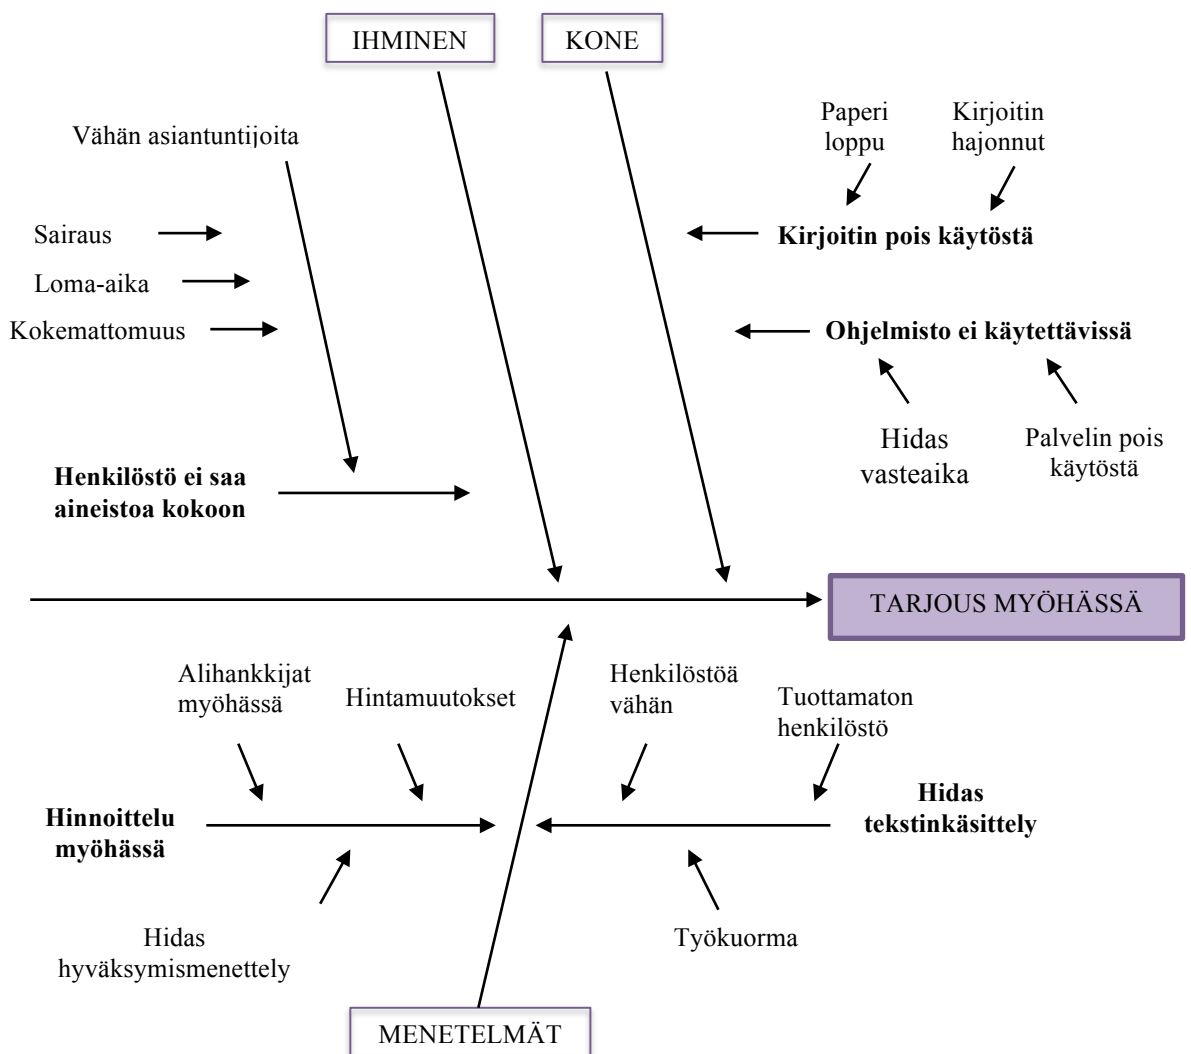 IHMINEN
KONE
Vähän asiantuntijoita
Paperi
loppu
Kirjoitin
hajonnut
Sairaus
Kirjoitin pois käytöstä
Loma-aika
Kokemattomuus
Ohjelmisto ei käytettävissä
Hidas
vasteaika
Palvelin pois
käytöstä
Henkilöstö ei saa
aineistoa kokoon
TARJOUS MYÖHÄSSÄ
Alihankkijat
myöhässä
Hintamuutokset
Henkilöstöä
vähän
Tuottamaton
henkilöstö
Hinnoittelu
myöhässä
Hidas
tekstinkäsittely
Hidas
hyväksymismenettely
Työkuorma
MENETELMÄT